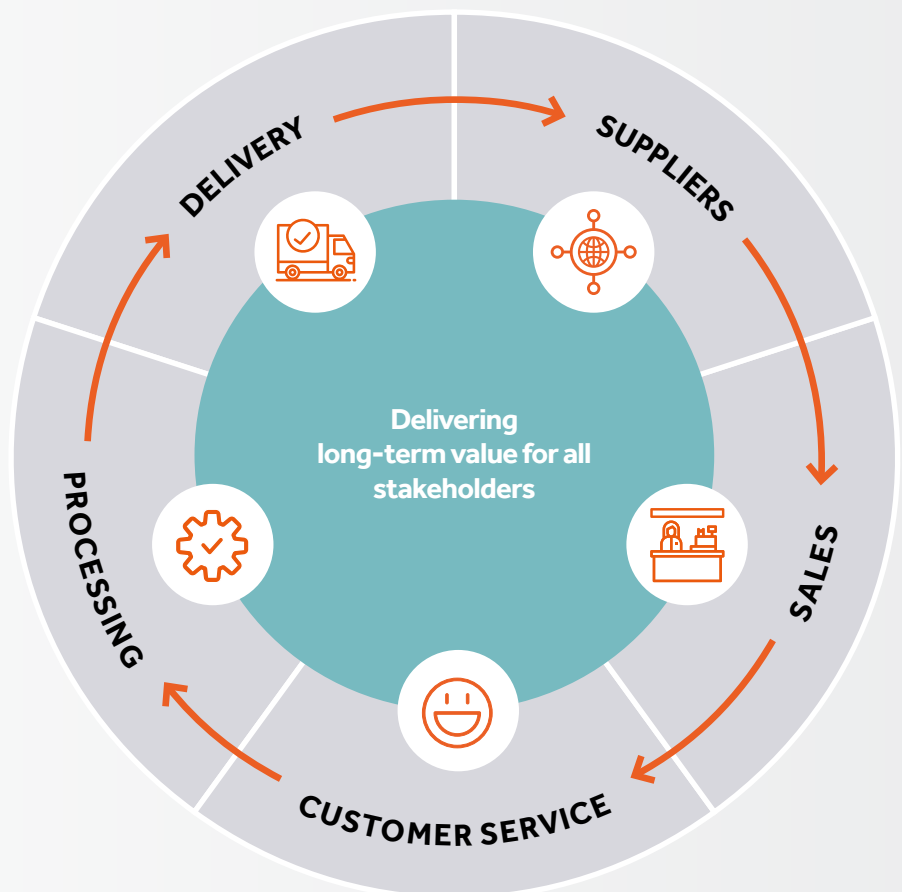 DELIVERY
SUPPLIERS
Delivering
long-term value for all
stakeholders
PROCESSING
SALES
CUSTOMER SERVICE